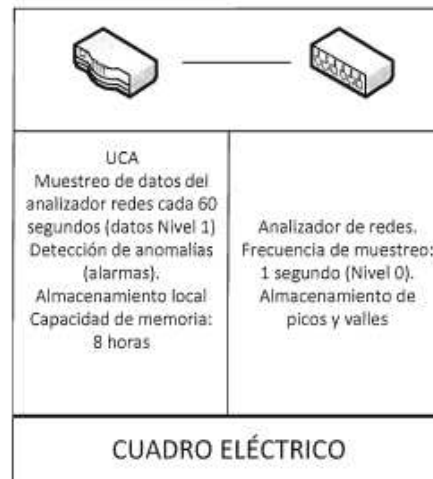 UCA
Muestreo de datos del
analizador redes cada 60
segundos (datos Nivel 1)
Detección de anomalías
(alarmas).
Almacenamiento local
Capacidad de memoria:
8 horas
Analizador de redes.
Frecuencia de muestreo:
1 segundo (Nivel 0).
Almacenamiento de
picos y valles
CUADRO ELÉCTRICO